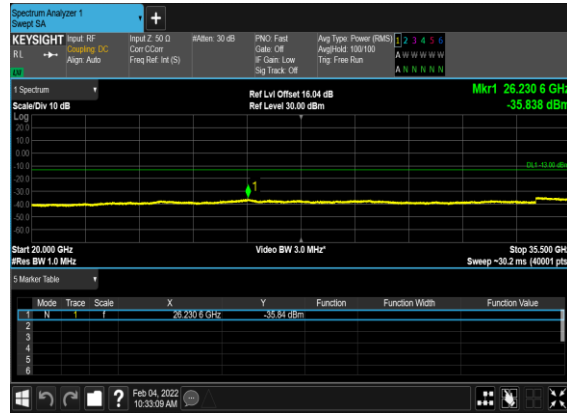 Spectrum Analyzer 1
Swept SA
+
KEYSIGHT Input: RF Input Z: 50 Ω #Atten: 30 dB PNO: Fast Avg Type: Power (RMS) 1 2 3 4 5 6
RL Coupling: DC Corr CCorr Gate: Off Avg|Hold: 100/100 A W W W W W
Align: Auto Freq Ref: Int (S) IF Gain: Low Trig: Free Run A N N N N N
Sig Track: Off
1 Spectrum Ref Lvl Offset 16.04 dB Mkr1 26.230 6 GHz
Scale/Div 10 dB Ref Level 30.00 dBm -35.838 dBm
Log
20.0
10.0
0.00
-10.0
DL1 -13.00 dBm
-20.0
1
-30.0
-40.0
-50.0
-60.0
Start 20.000 GHz Video BW 3.0 MHz* Stop 35.500 GHz
#Res BW 1.0 MHz Sweep ~30.2 ms (40001 pts)
5 Marker Table
Mode Trace Scale X Y Function Function Width Function Value
1 N 1 f 26.230 6 GHz -35.84 dBm
2
3
4
5
6
? Feb 04, 2022
10:33:09 AM